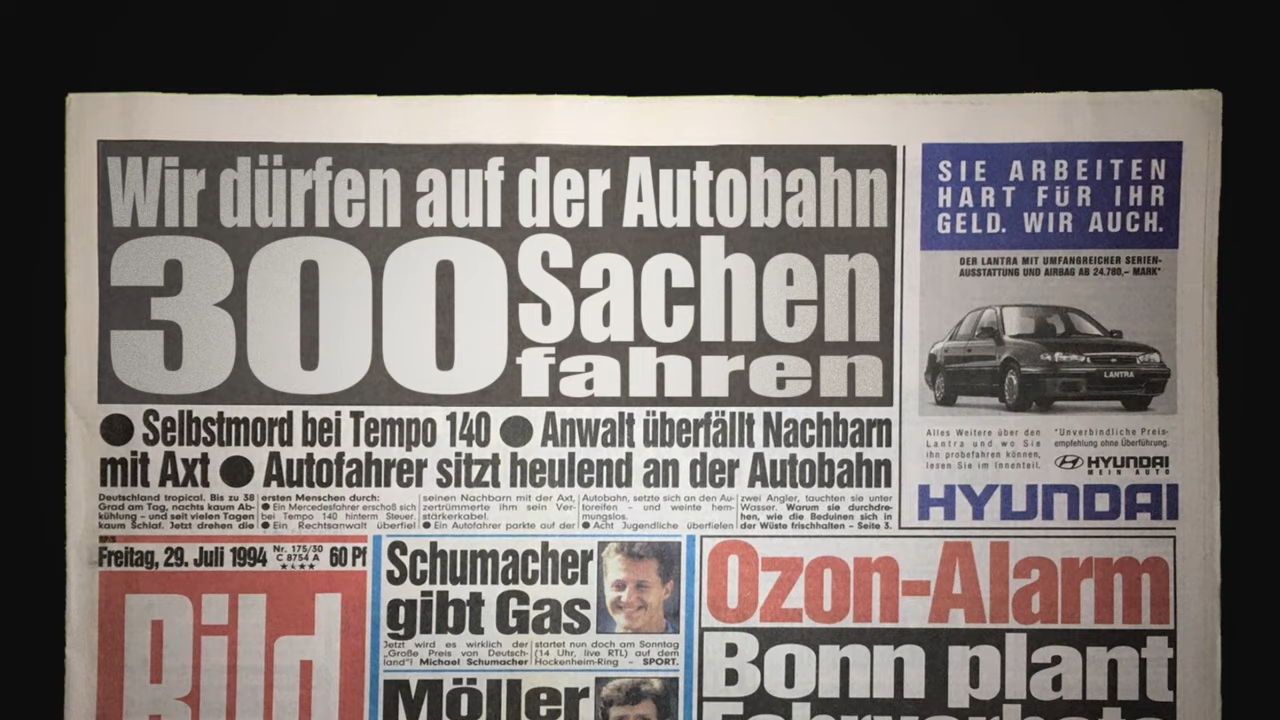 Wir dürfen auf der Autobahn
300 Sachen
fahren
● Selbstmord bei Tempo 140 ● Anwalt überfällt Nachbarn
mit Axt ● Autofahrer sitzt heulend an der Autobahn
Deutschland tropical. Bis zu 38
Grad am Tag, nachts kaum Ab-
kühlung – und seit vielen Tagen
kaum Schlaf. Jetzt drehen die
ersten Menschen durch:
● Ein Mercedesfahrer erschoß sich
bei Tempo 140 hinterm Steuer.
● Ein Rechtsanwalt überfiel
seinen Nachbarn mit der Axt,
zertrümmerte ihm sein Ver-
stärkerkabel.
● Ein Autofahrer parkte auf der
Autobahn, setzte sich an den Au-
toreifen – und weinte hem-
mungslos.
● Acht Jugendliche überfielen
zwei Angler, tauchten sie unter
Wasser. Warum sie durchdre-
hen, wie die Beduinen sich in
der Wüste frischhalten – Seite 3.
SIE ARBEITEN
HART FÜR IHR
GELD. WIR AUCH.
DER LANTRA MIT UMFANGREICHER SERIEN-
AUSSTATTUNG UND AIRBAG AB 24.780,– MARK*
LANTRA
Alles Weitere über den
Lantra und wo Sie
ihn probefahren können,
lesen Sie im Innenteil.
*Unverbindliche Preis-
empfehlung ohne Überführung.
HYUNDAI
MEIN AUTO
HYUNDAI
Freitag, 29. Juli 1994
Nr. 175/30
C 8754 A
★★★★
60 Pf
Bild
Schumacher
gibt Gas
Jetzt wird es wirklich der
„Große Preis von Deutsch-
land"! Michael Schumacher
startet nun doch am Sonntag
(14 Uhr, live RTL) auf dem
Hockenheim-Ring – SPORT.
Möller
Ozon-Alarm
Bonn plant